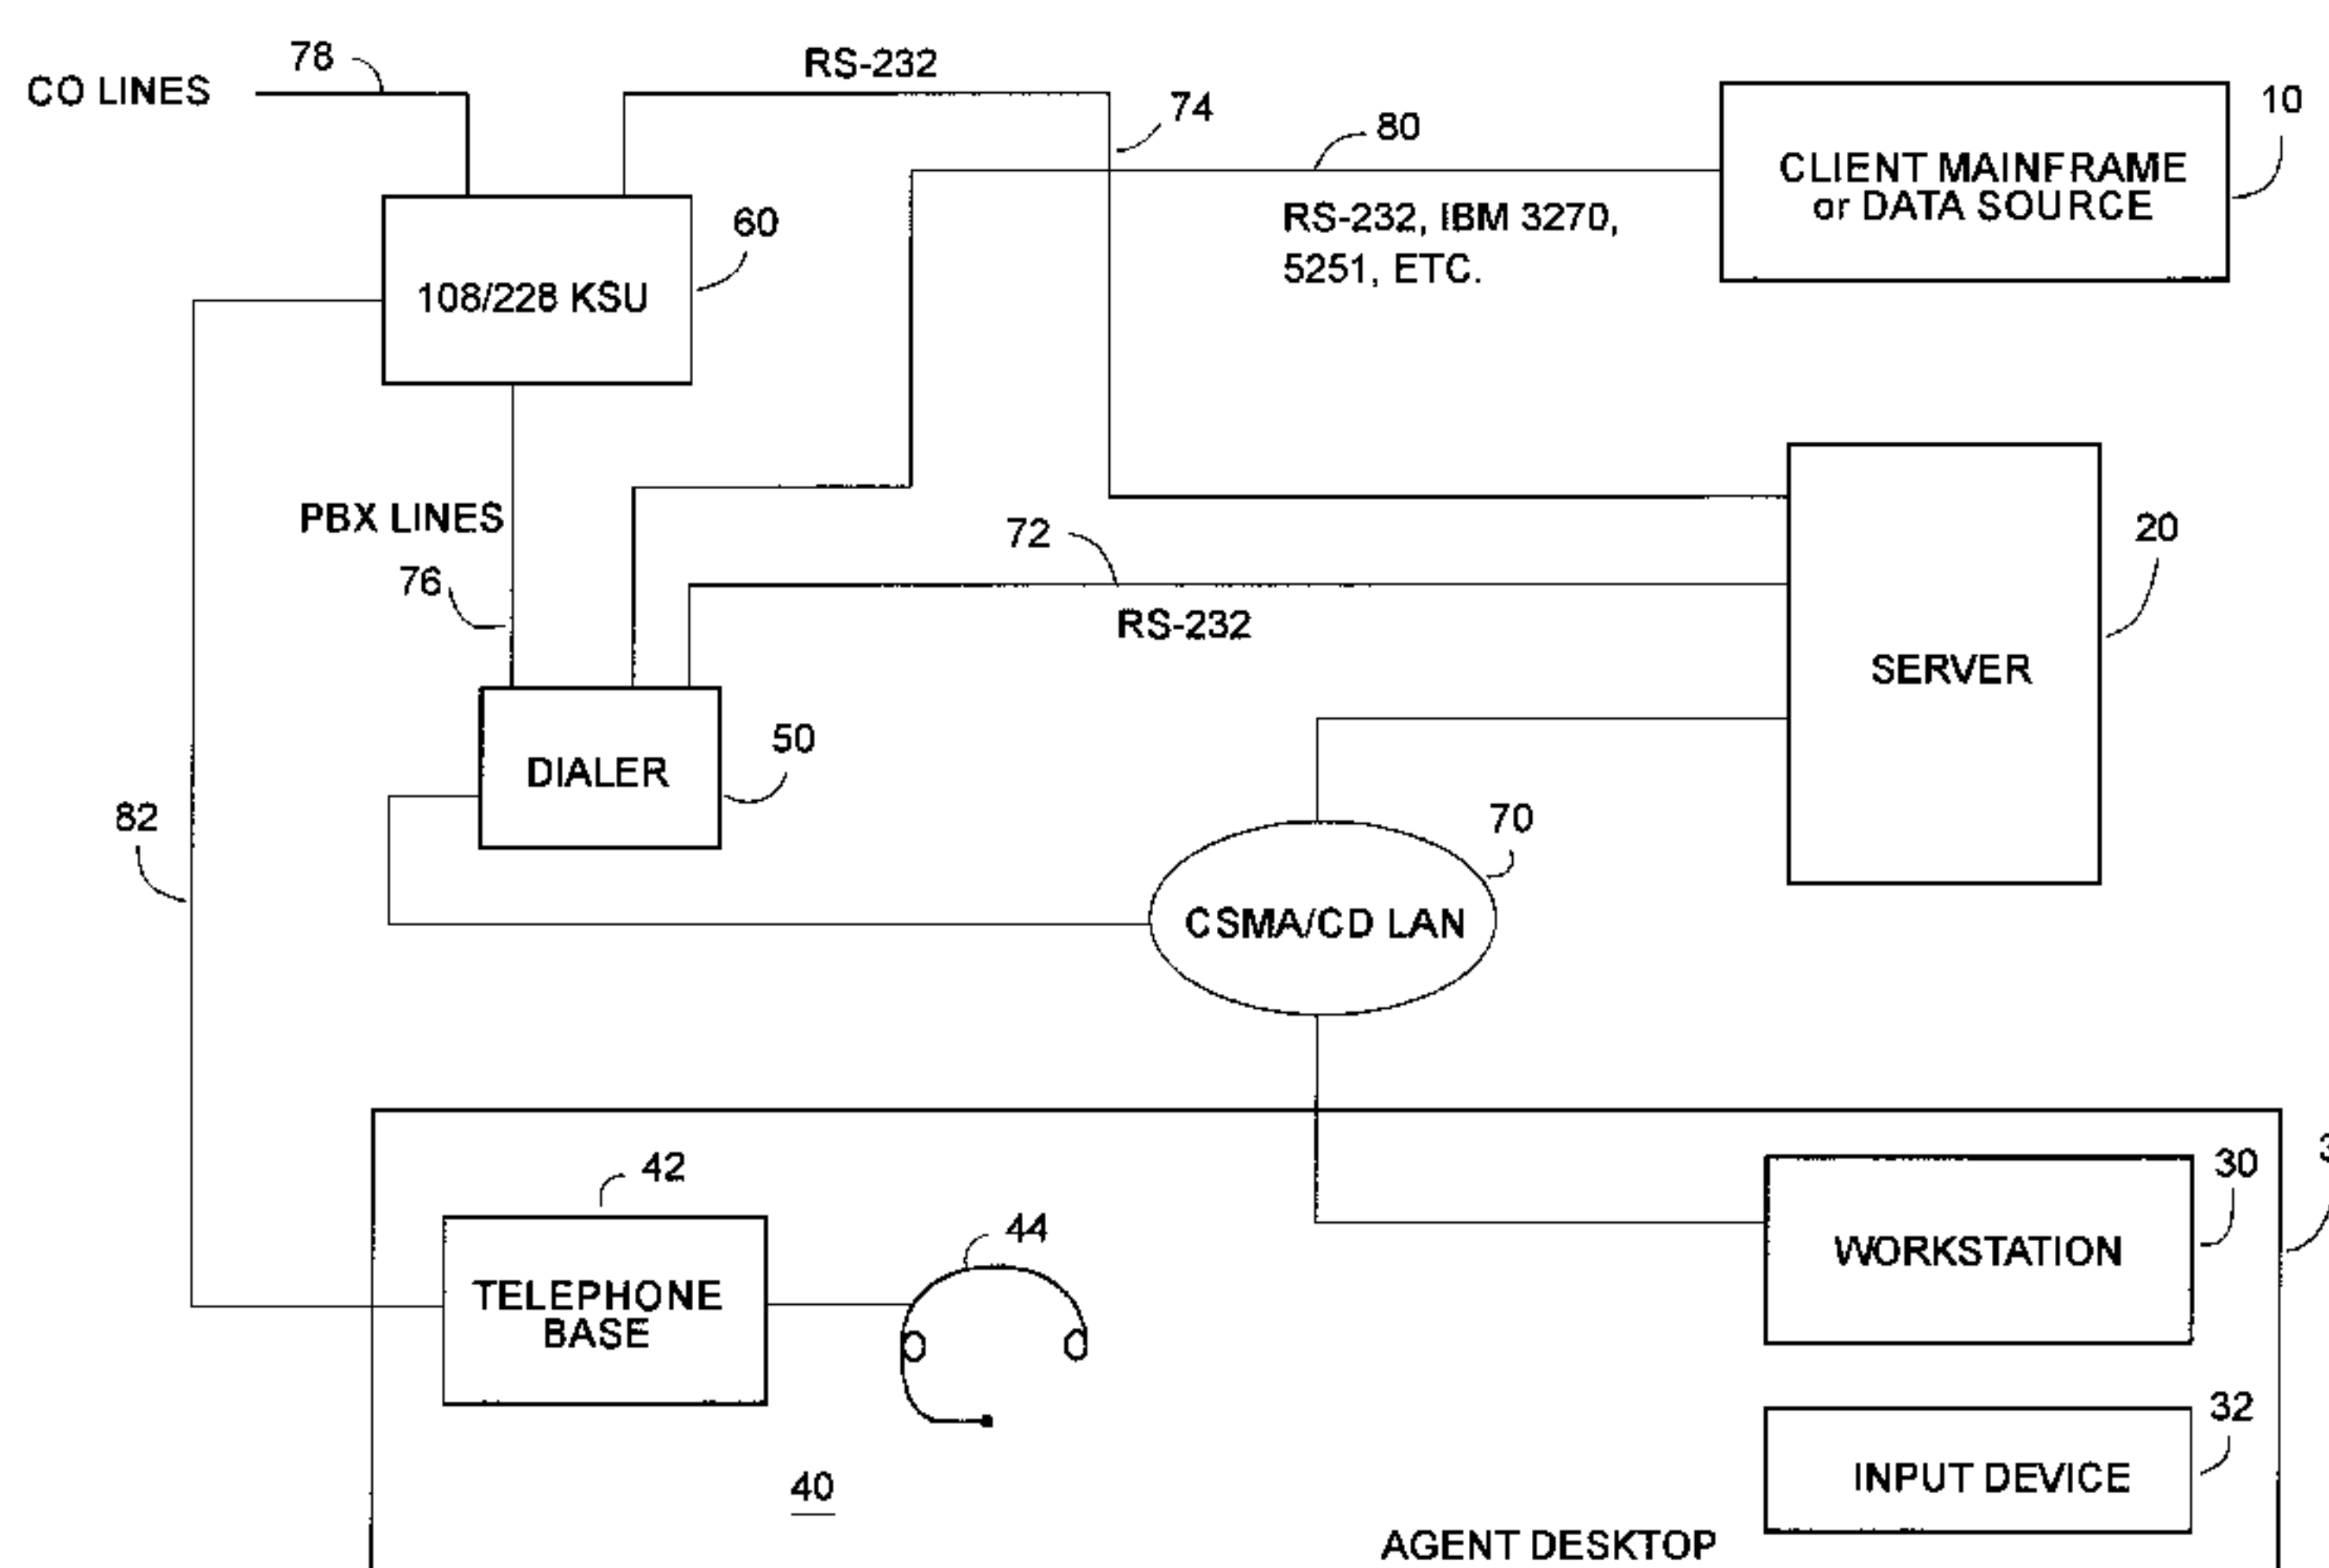 78
RS-232
CO LINES
74
80
10
CLIENT MAINFRAME
or DATA SOURCE
60
RS-232, IBM 3270,
5251, ETC.
108/228 KSU
PBX LINES
72
20
76
RS-232
SERVER
50
DIALER
82
70
CSMA/CD LAN
42
30
44
WORKSTATION
TELEPHONE
BASE
32
40
INPUT DEVICE
AGENT DESKTOP